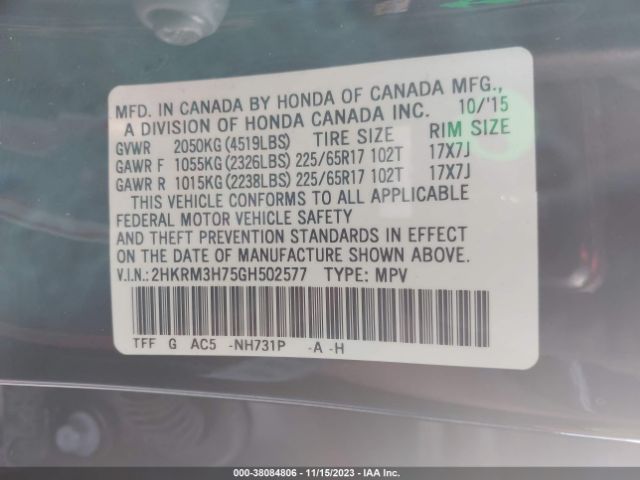 MFD. IN CANADA BY HONDA OF CANADA MFG.,
A DIVISION OF HONDA CANADA INC. 10/'15
GVWR 2050KG (4519LBS) TIRE SIZE RIM SIZE
GAWR F 1055KG (2326LBS) 225/65R17 102T 17X7J
GAWR R 1015KG (2238LBS) 225/65R17 102T 17X7J
THIS VEHICLE CONFORMS TO ALL APPLICABLE
FEDERAL MOTOR VEHICLE SAFETY
AND THEFT PREVENTION STANDARDS IN EFFECT
ON THE DATE OF MANUFACTURE SHOWN ABOVE.
V.I.N.: 2HKRM3H75GH502577 TYPE: MPV
TFF G AC5 -NH731P -A -H
000-38084806 - 11/15/2023 - IAAI.COM